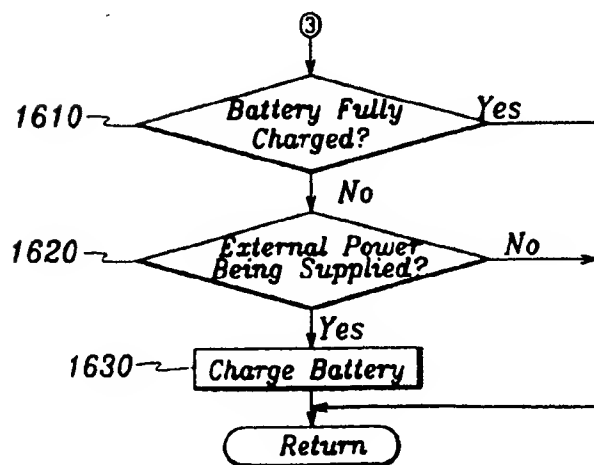 ③
1610
Battery Fully
Charged?
Yes
No
1620
External Power
Being Supplied?
No
Yes
1630
Charge Battery
Return